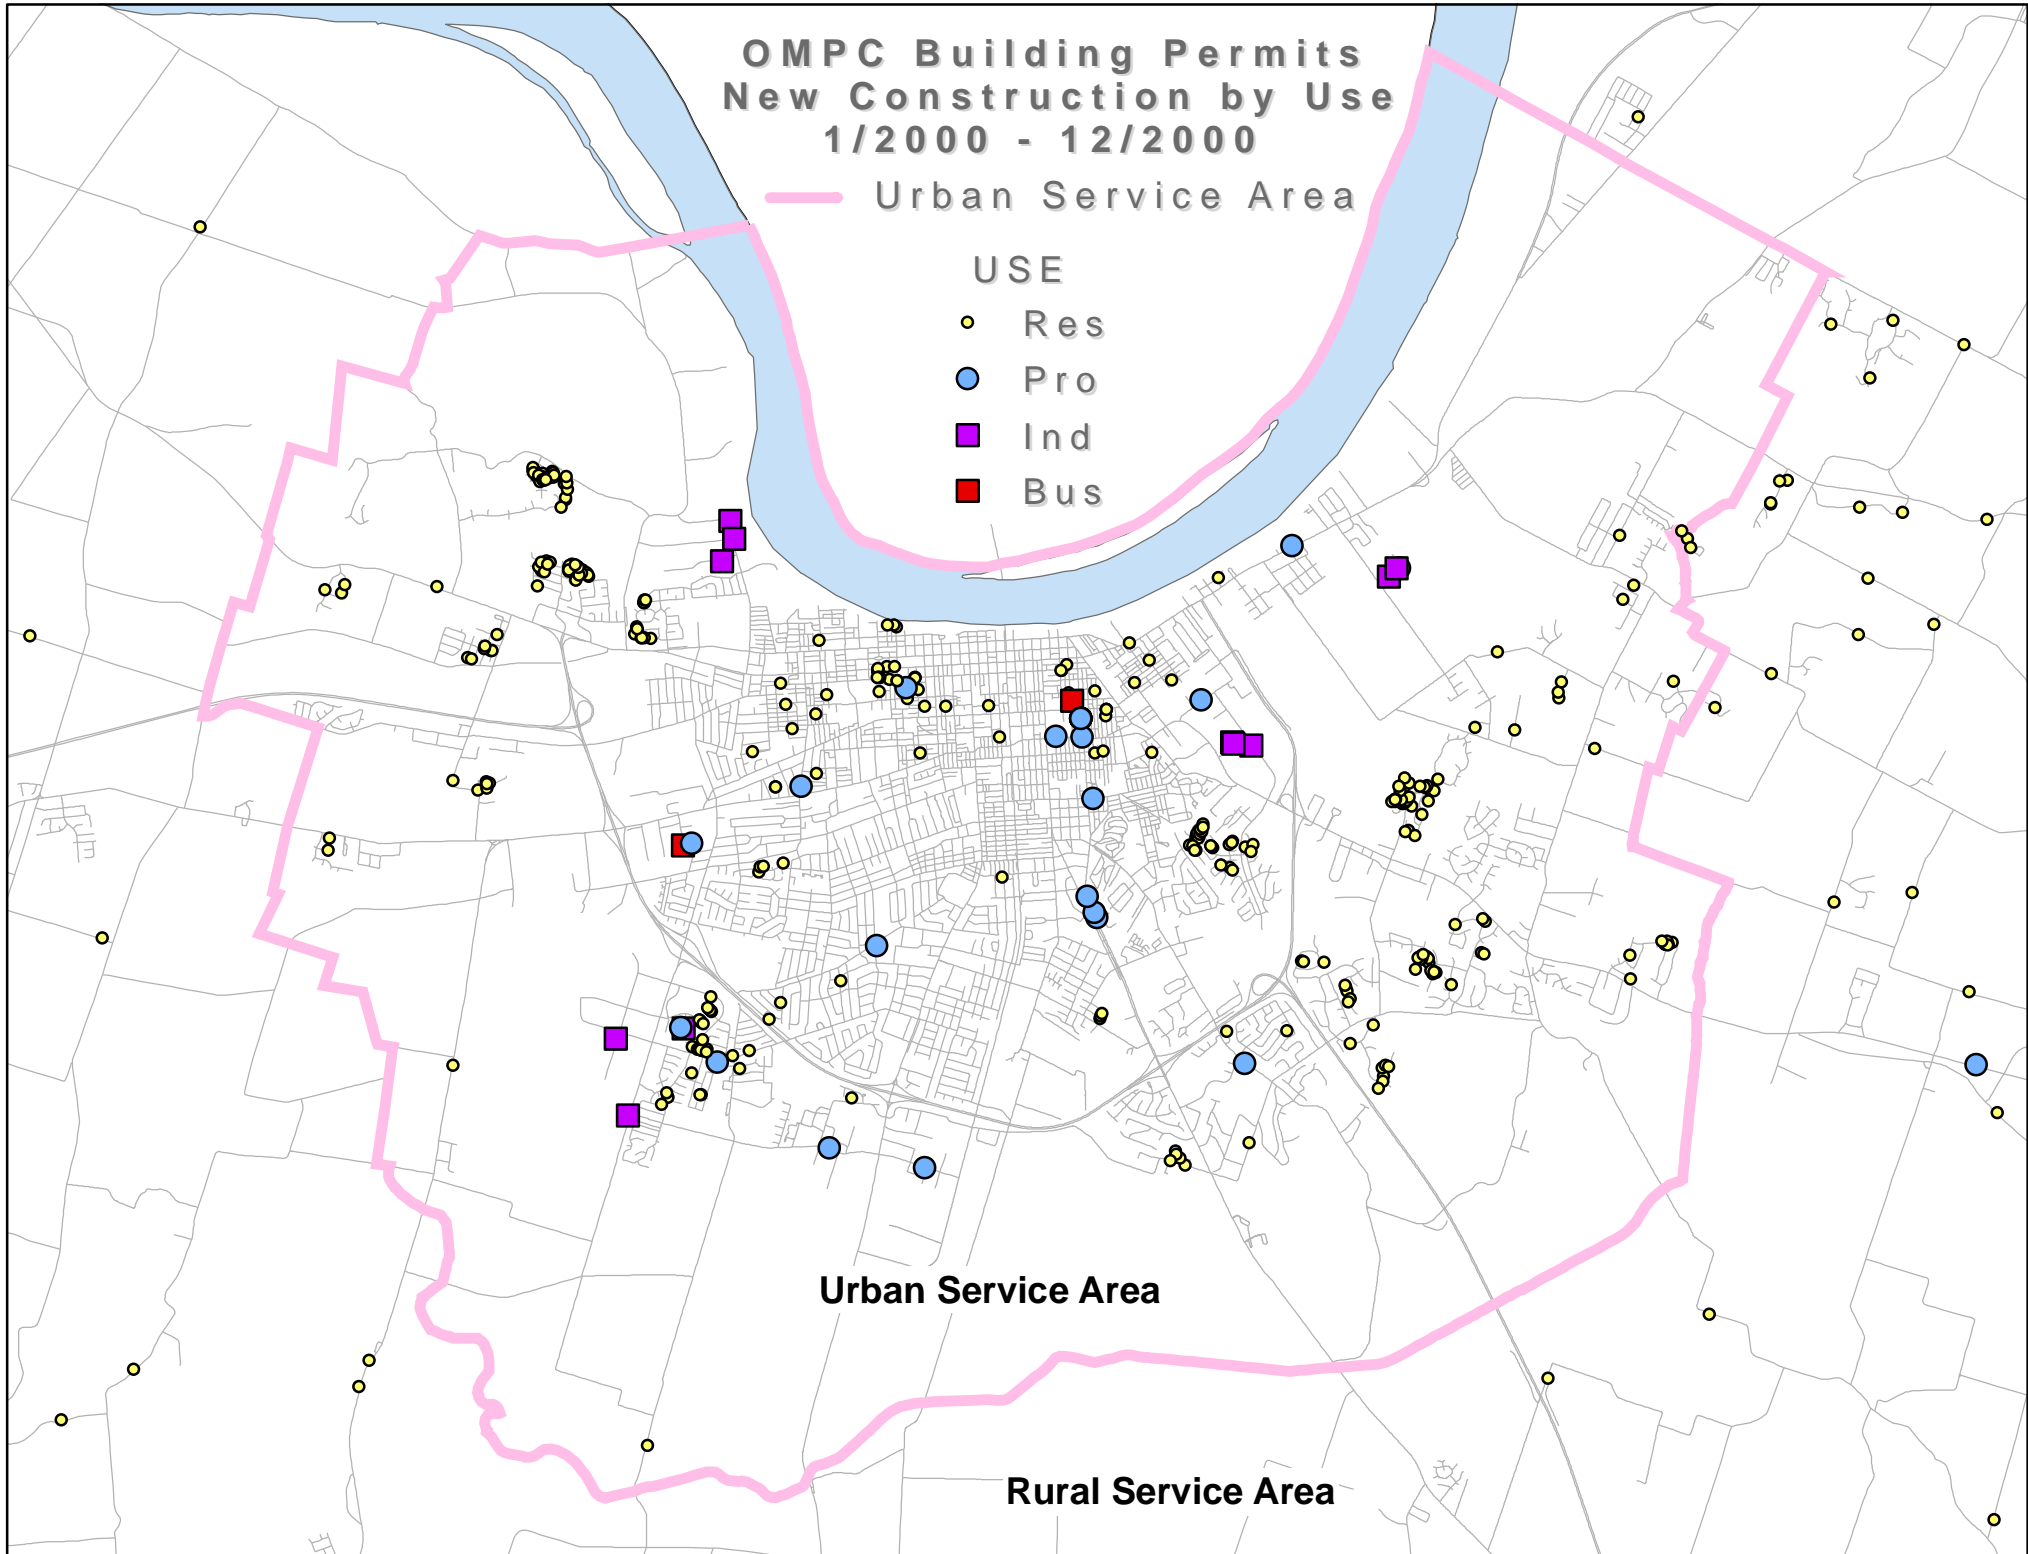 OMPC Building Permits
New Construction by Use
1/2000 - 12/2000
Urban Service Area
USE
Res
Pro
Ind
Bus
Urban Service Area
Rural Service Area